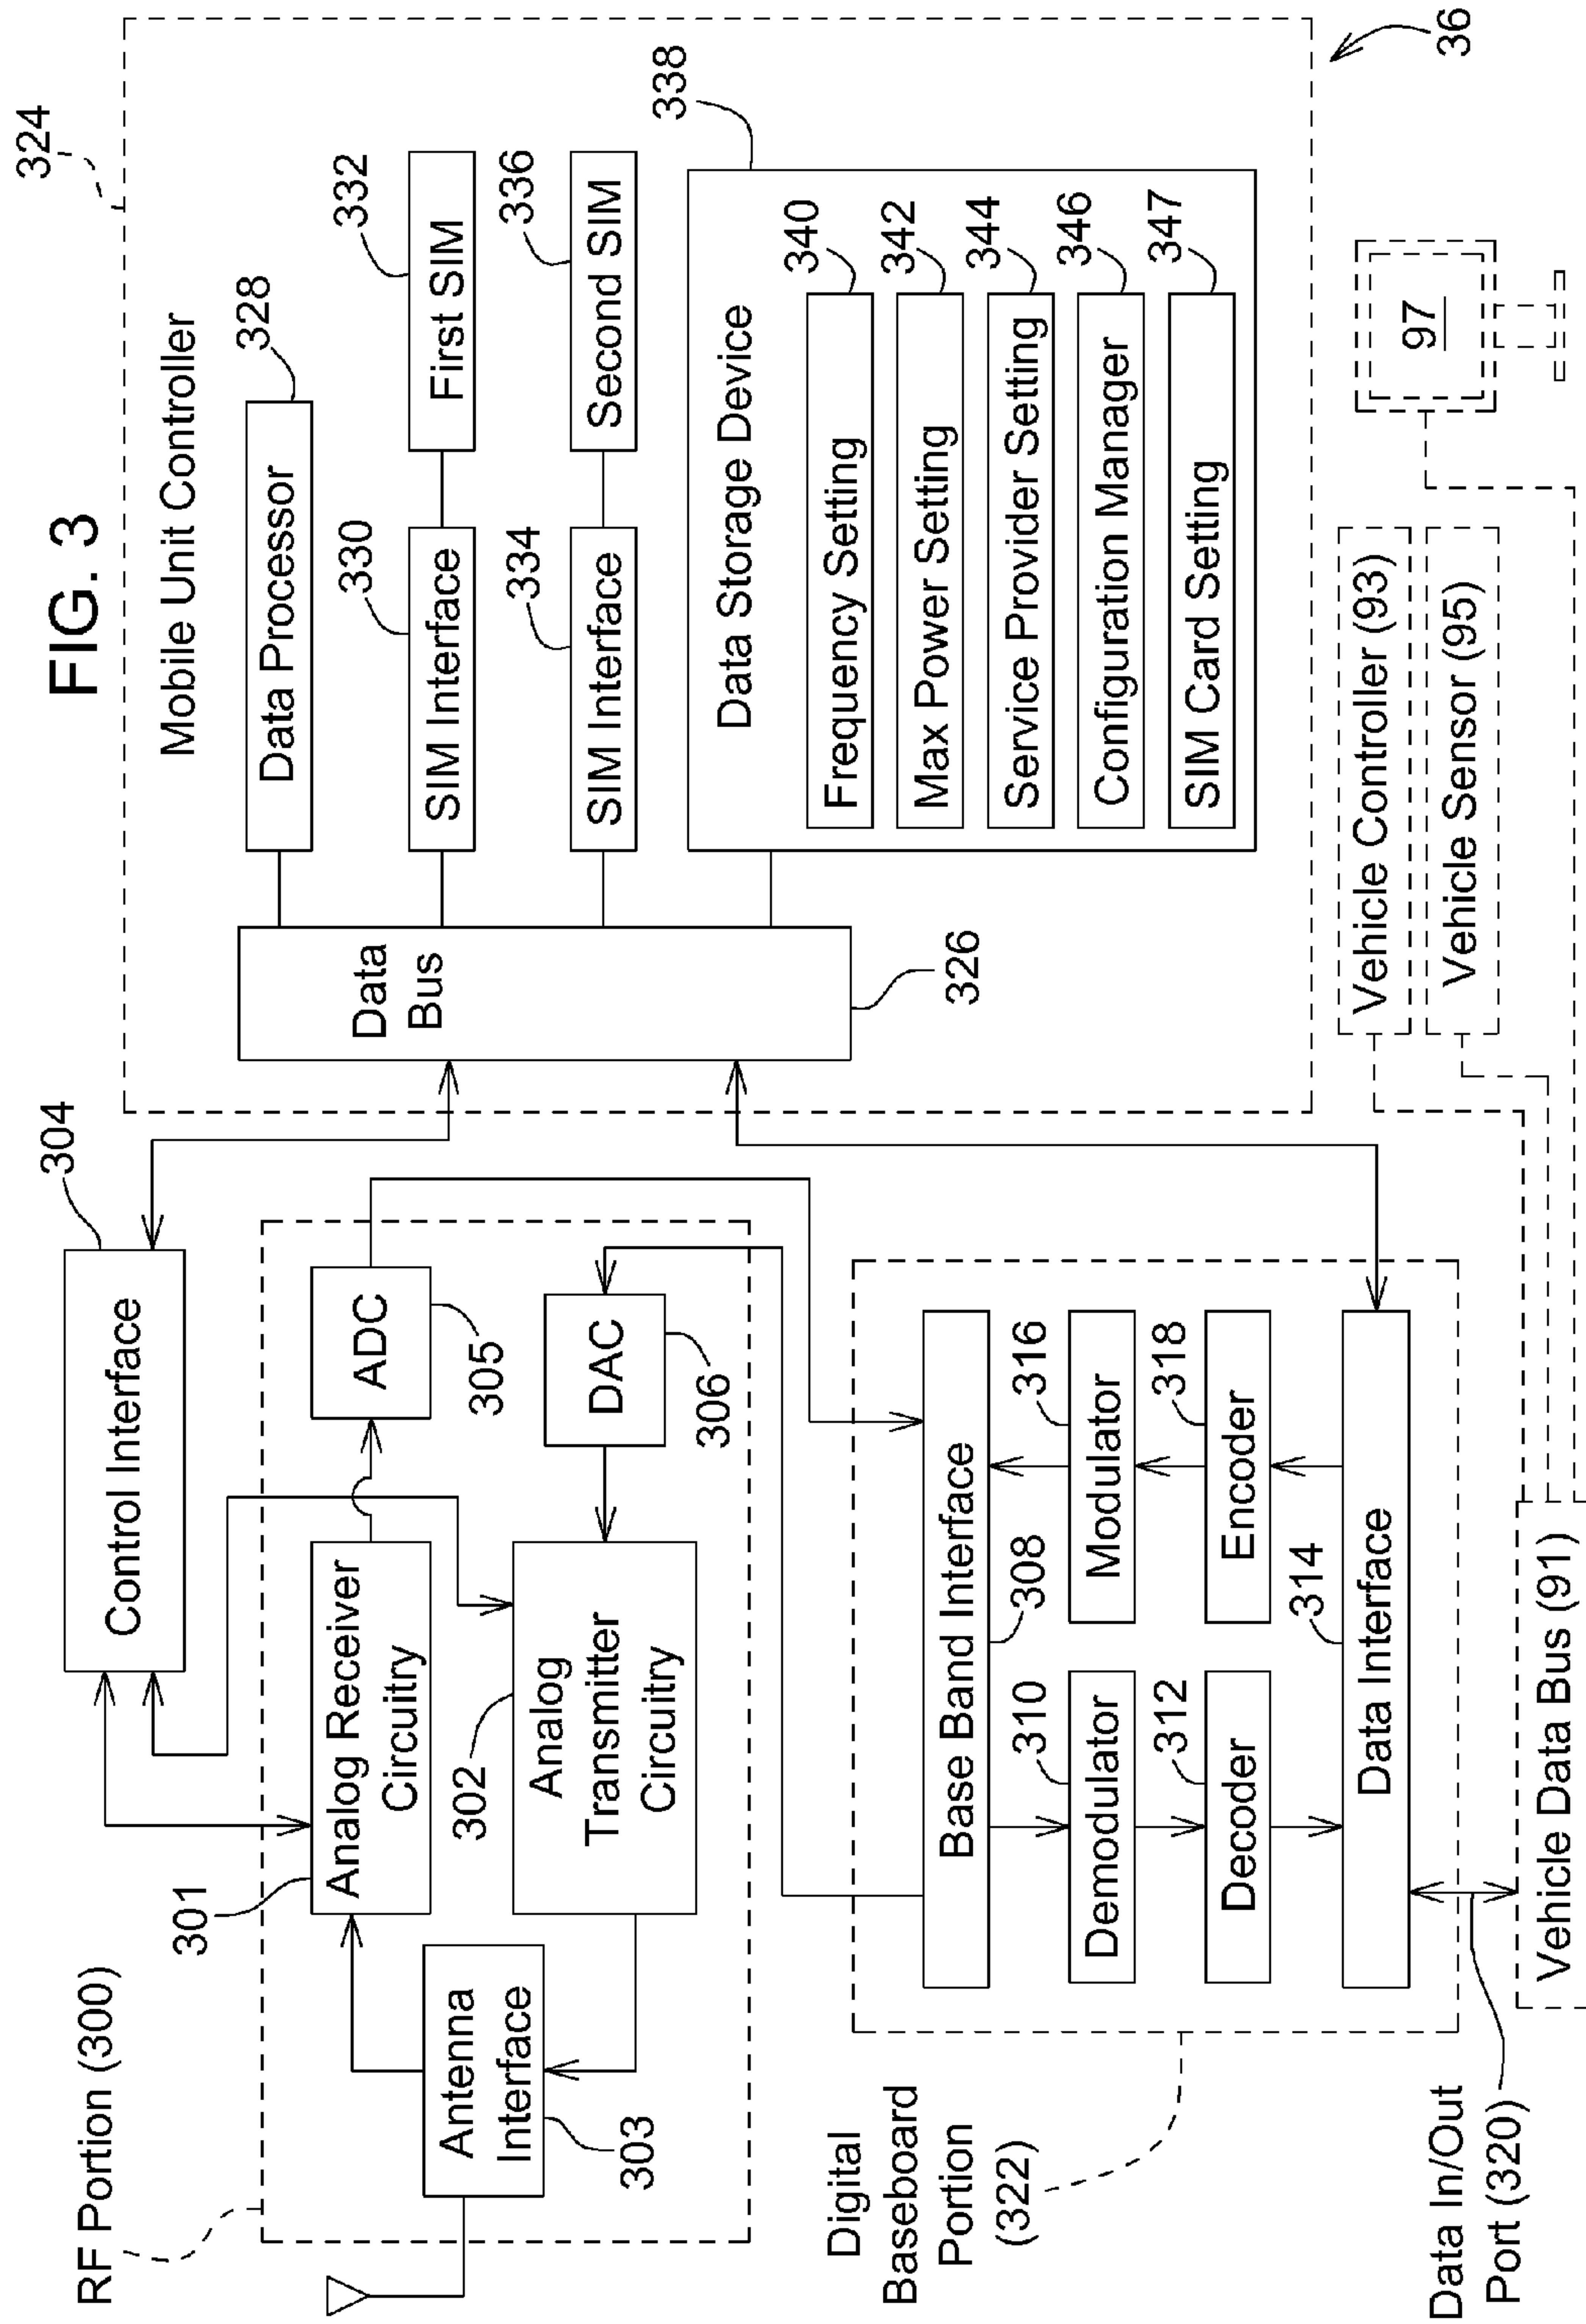 FIG. 3
324
Mobile Unit Controller
304
Control Interface
RF Portion (300)
301
Analog Receiver
Circuitry
ADC
305
302
Analog
Transmitter
Circuitry
DAC
306
Antenna
Interface
303
Data
Bus
326
Data Processor
328
SIM Interface
330
First SIM
332
SIM Interface
334
Second SIM
336
Data Storage Device
338
Frequency Setting
340
Max Power Setting
342
Service Provider Setting
344
Configuration Manager
346
SIM Card Setting
347
36
Digital
Baseboard
Portion
(322)
Base Band Interface
308
Demodulator
310
Modulator
316
Decoder
312
Encoder
318
314
Data Interface
Data In/Out
Port (320)
Vehicle Data Bus (91)
Vehicle Controller (93)
Vehicle Sensor (95)
97